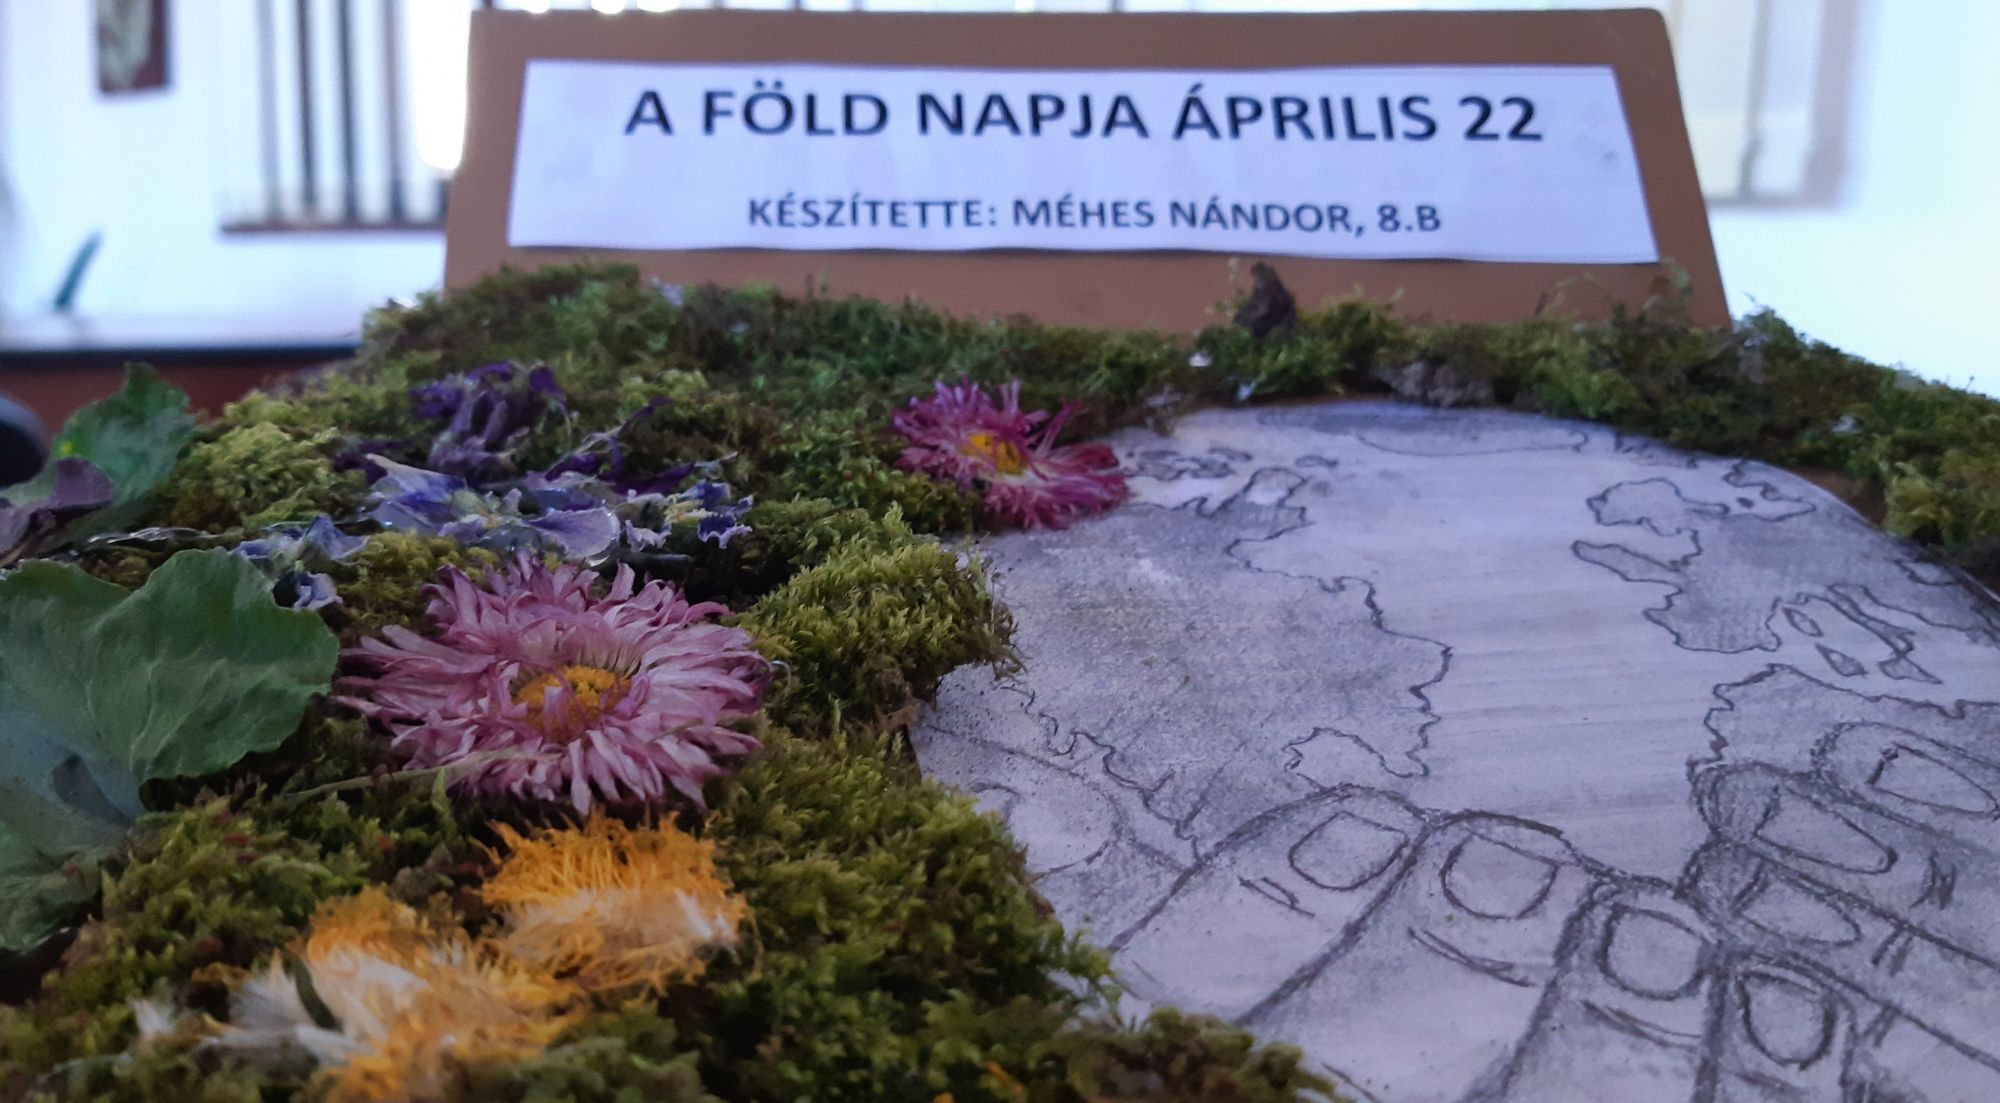 A FÖLD NAPJA ÁPRILIS 22
KÉSZÍTETTE: MÉHES NÁNDOR, 8.B